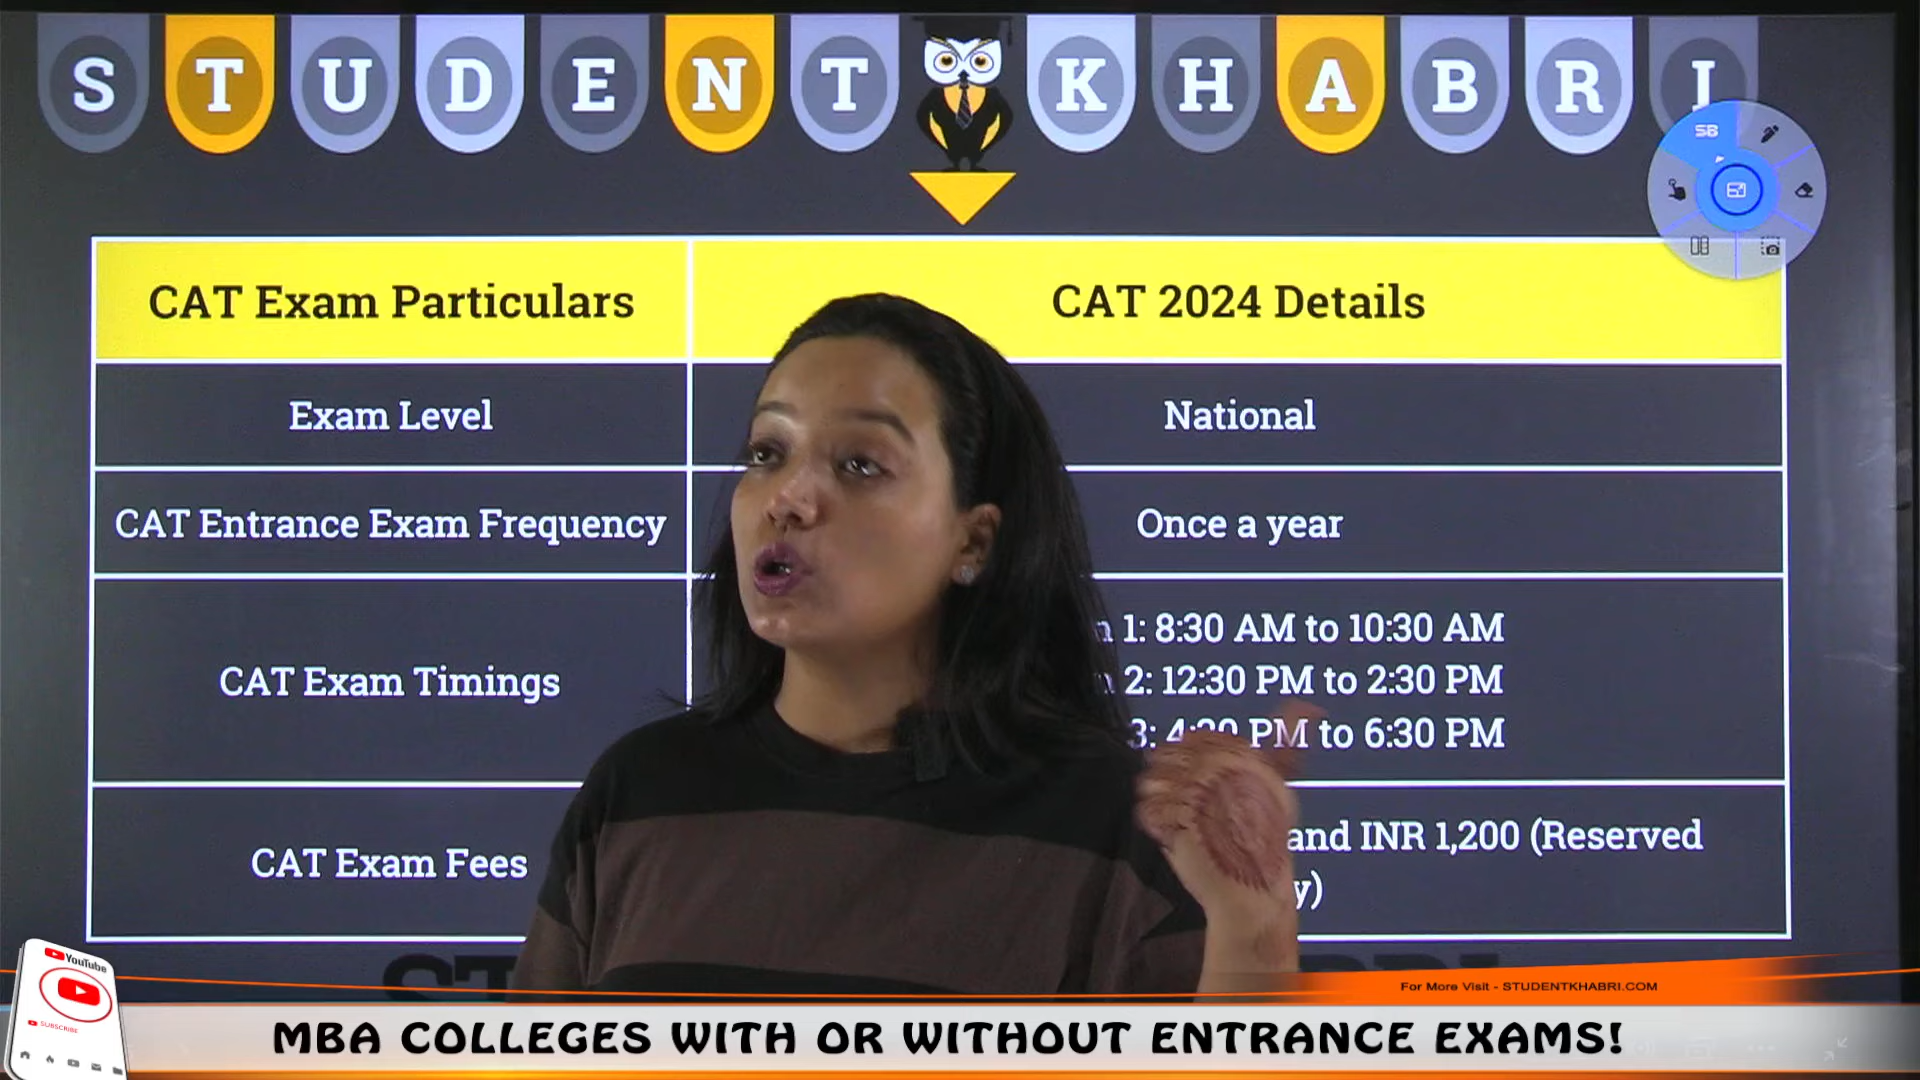 STUDENT KHABRI
SB
CAT Exam Particulars
CAT 2024 Details
Exam Level
National
CAT Entrance Exam Frequency
Once a year
CAT Exam Timings
1: 8:30 AM to 10:30 AM
2: 12:30 PM to 2:30 PM
3: PM to 6:30 PM
CAT Exam Fees
and INR 1,200 (Reserved
YouTube
SUBSCRIBE
For More Visit - STUDENTKHABRI.COM
MBA COLLEGES WITH OR WITHOUT ENTRANCE EXAMS!